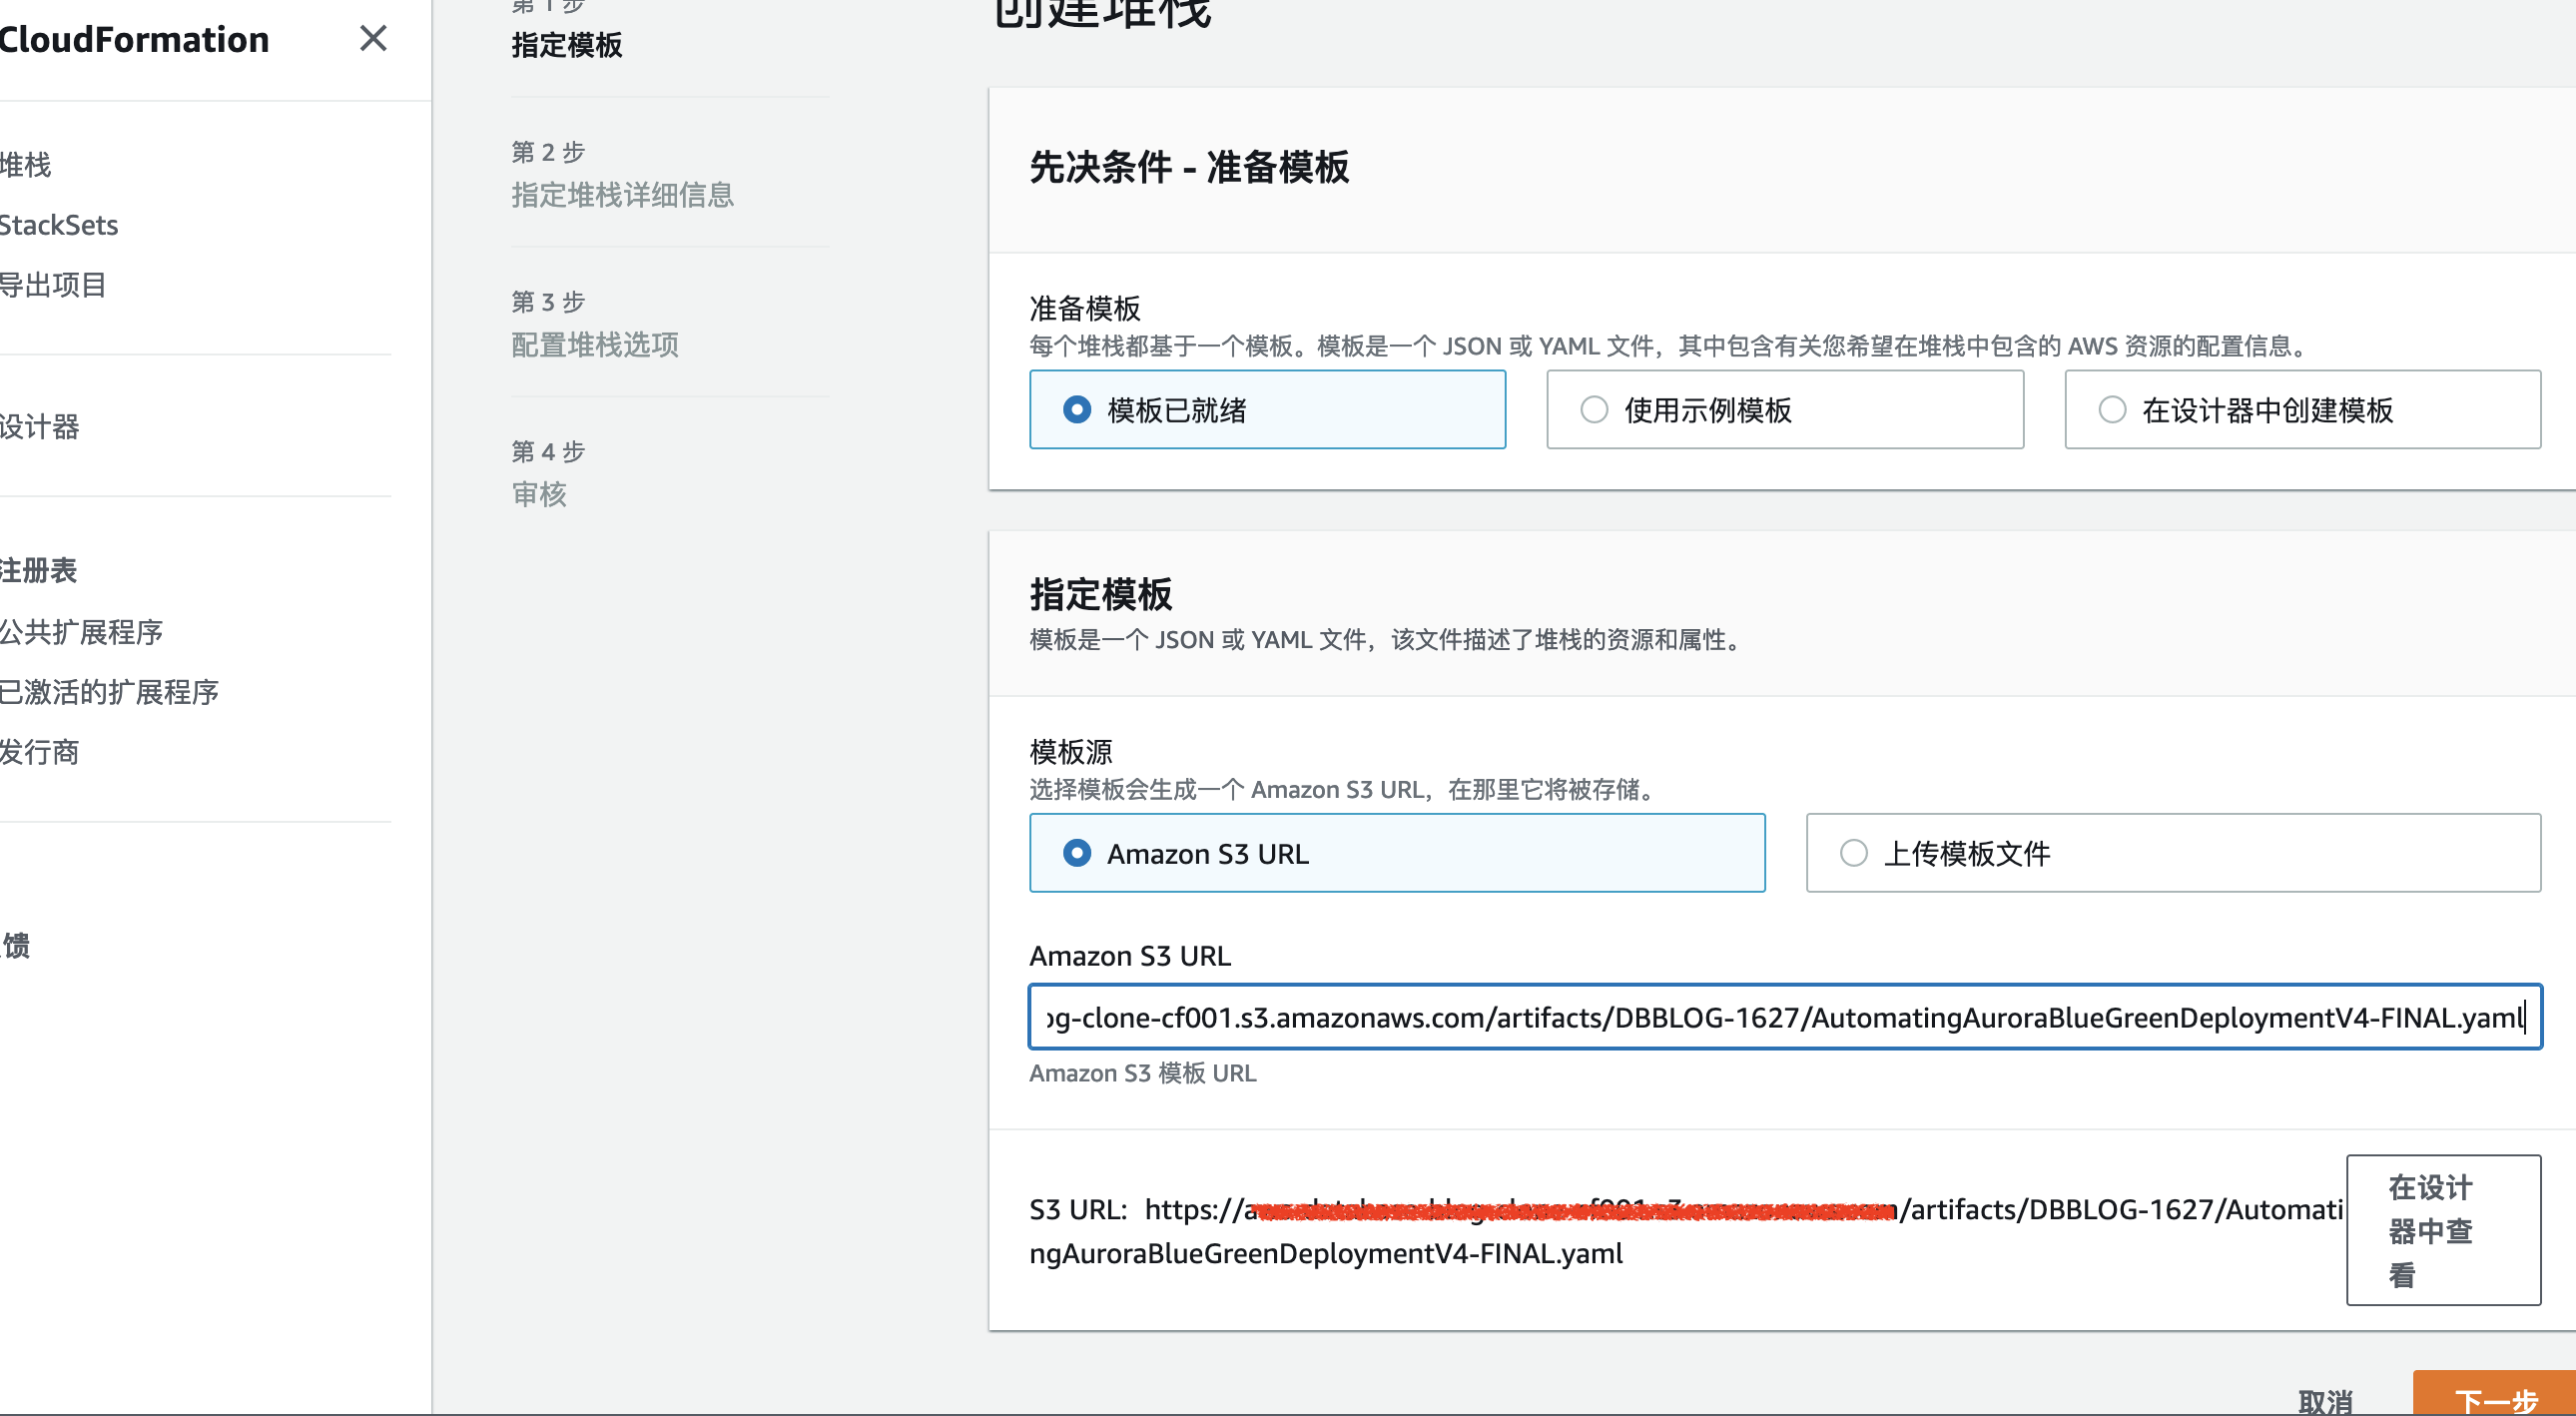 CloudFormation
堆栈
StackSets
导出项目
设计器
注册表
公共扩展程序
已激活的扩展程序
发行商
馈
第 1 步
指定模板
第 2 步
指定堆栈详细信息
第 3 步
配置堆栈选项
第 4 步
审核
创建堆栈
先决条件 - 准备模板
准备模板
每个堆栈都基于一个模板。模板是一个 JSON 或 YAML 文件，其中包含有关您希望在堆栈中包含的 AWS 资源的配置信息。
模板已就绪
使用示例模板
在设计器中创建模板
指定模板
模板是一个 JSON 或 YAML 文件，该文件描述了堆栈的资源和属性。
模板源
选择模板会生成一个 Amazon S3 URL，在那里它将被存储。
Amazon S3 URL
上传模板文件
Amazon S3 URL
og-clone-cf001.s3.amazonaws.com/artifacts/DBBLOG-1627/AutomatingAuroraBlueGreenDeploymentV4-FINAL.yaml
Amazon S3 模板 URL
S3 URL: https:///artifacts/DBBLOG-1627/Automati
ngAuroraBlueGreenDeploymentV4-FINAL.yaml
在设计
器中查
看
取消
下一步